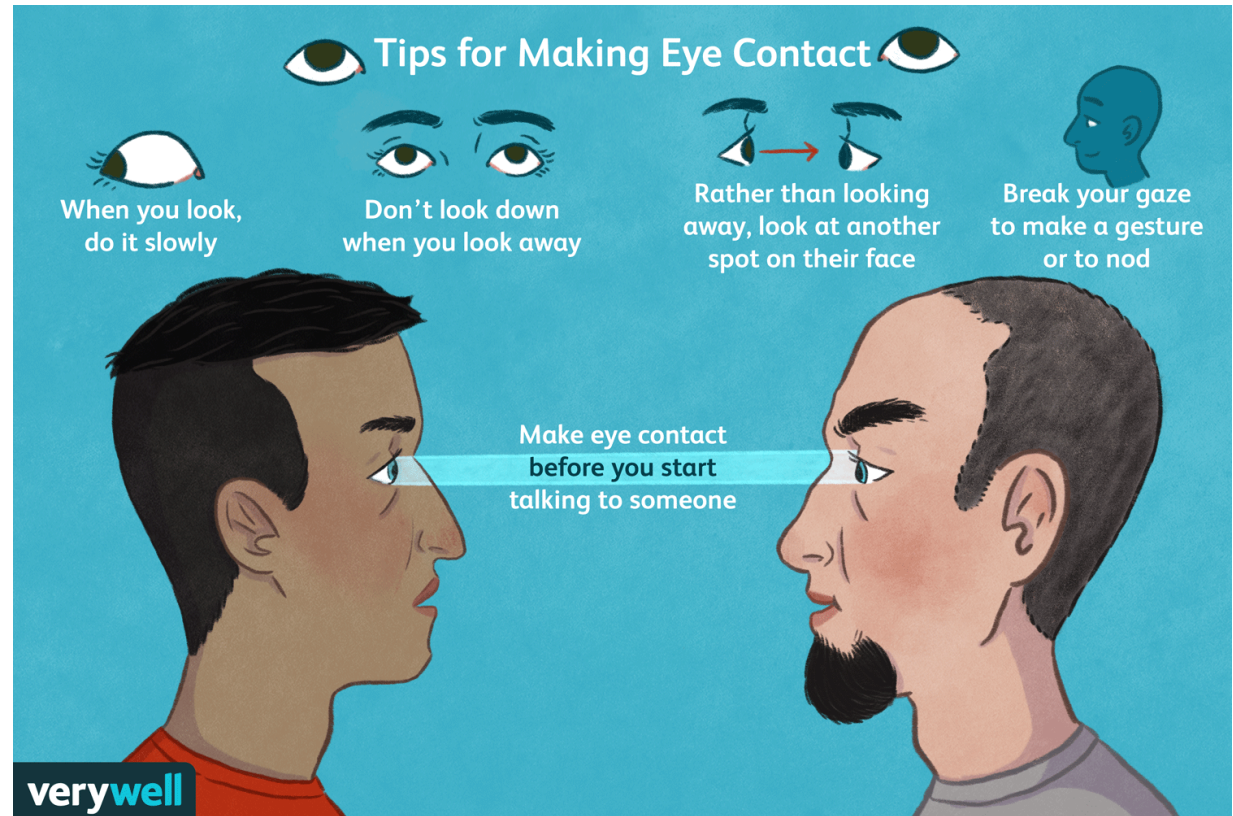 Tips for Making Eye Contact
When you look,
do it slowly
Don't look down
when you look away
Rather than looking
away, look at another
spot on their face
Break your gaze
to make a gesture
or to nod
Make eye contact
before you start
talking to someone
verywell